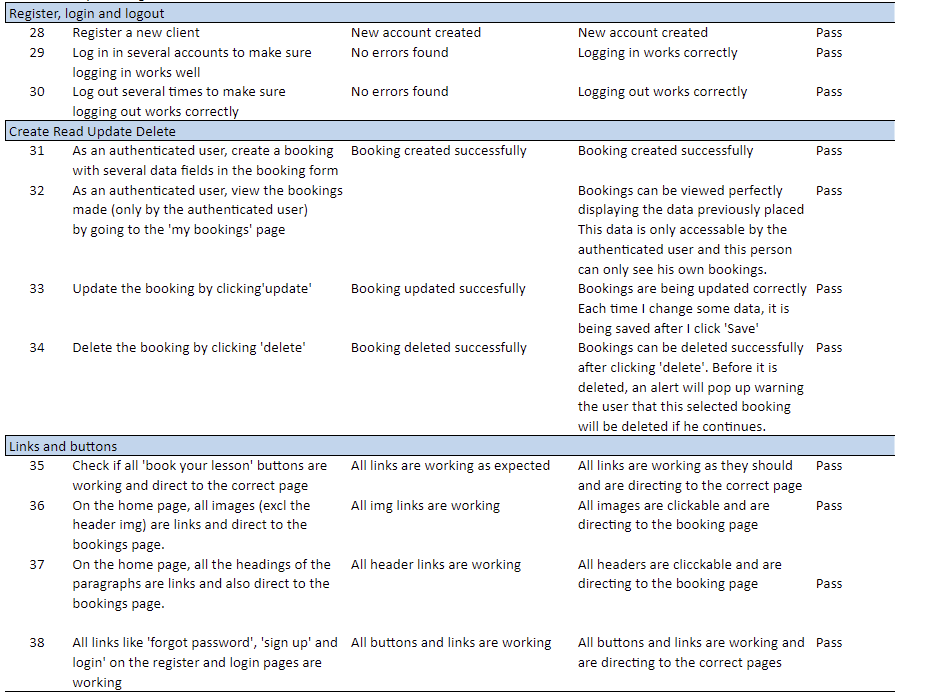 Register, login and logout
28 Register a new client New account created New account created Pass
29 Log in in several accounts to make sure No errors found Logging in works correctly Pass
logging in works well
30 Log out several times to make sure No errors found Logging out works correctly Pass
logging out works correctly
Create Read Update Delete
31 As an authenticated user, create a booking Booking created successfully Booking created successfully Pass
with several data fields in the booking form
32 As an authenticated user, view the bookings Bookings can be viewed perfectly Pass
made (only by the authenticated user) displaying the data previously placed
by going to the 'my bookings' page This data is only accessable by the
authenticated user and this person
can only see his own bookings.
33 Update the booking by clicking'update' Booking updated succesfully Bookings are being updated correctly Pass
Each time I change some data, it is
being saved after I click 'Save'
34 Delete the booking by clicking 'delete' Booking deleted successfully Bookings can be deleted successfully Pass
after clicking 'delete'. Before it is
deleted, an alert will pop up warning
the user that this selected booking
will be deleted if he continues.
Links and buttons
35 Check if all 'book your lesson' buttons are All links are working as expected All links are working as they should Pass
working and direct to the correct page and are directing to the correct page
36 On the home page, all images (excl the All img links are working All images are clickable and are Pass
header img) are links and direct to the directing to the booking page
bookings page.
37 On the home page, all the headings of the All header links are working All headers are clicckable and are
paragraphs are links and also direct to the directing to the booking page Pass
bookings page.
38 All links like 'forgot password', 'sign up' and All buttons and links are working All buttons and links are working and Pass
login' on the register and login pages are are directing to the correct pages
working